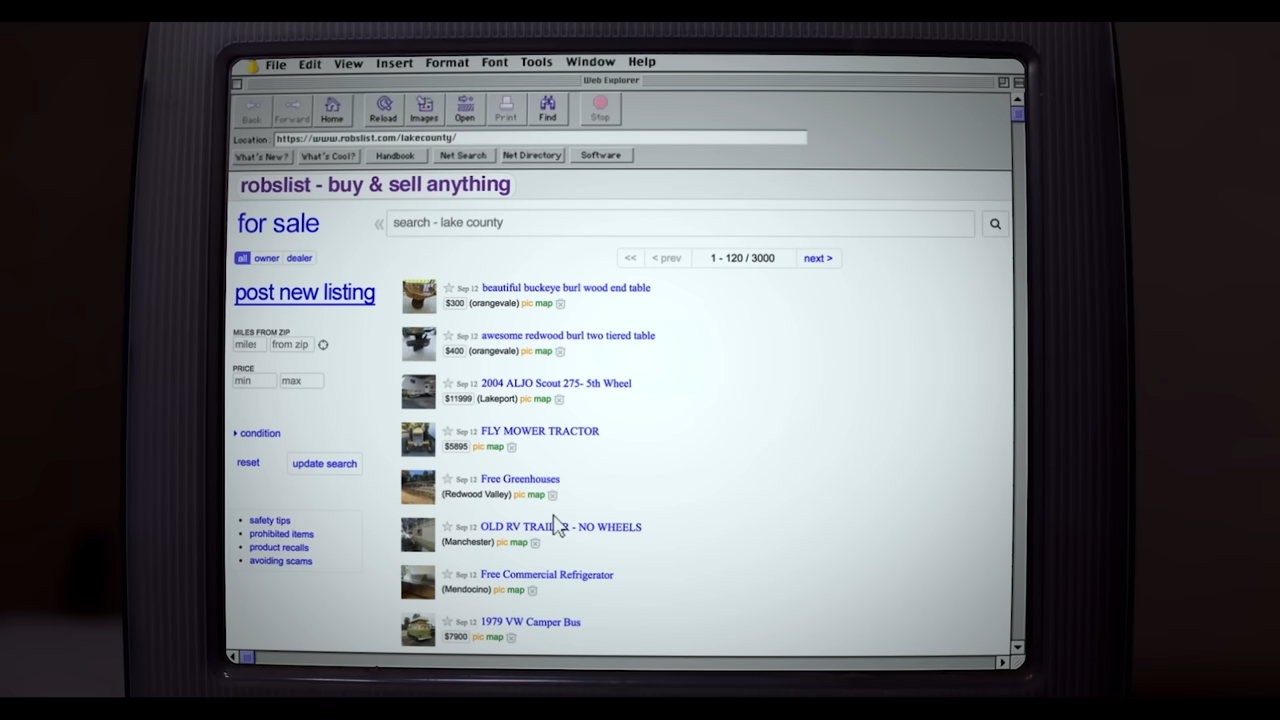 File Edit View Insert Format Font Tools Window Help
Web Explorer
Back Forward Home Reload Images Open Print Find Stop
Location: https://www.robslist.com/lakecounty/
What's New? What's Cool? Handbook Net Search Net Directory Software
robslist - buy & sell anything
for sale
search - lake county
all owner dealer
<< < prev 1 - 120 / 3000 next >
post new listing
MILES FROM ZIP
miles from zip
PRICE
min max
condition
reset update search
safety tips
prohibited items
product recalls
avoiding scams
Sep 12 beautiful buckeye burl wood end table
$300 (orangevale) pic map
Sep 12 awesome redwood burl two tiered table
$400 (orangevale) pic map
Sep 12 2004 ALJO Scout 275- 5th Wheel
$11999 (Lakeport) pic map
Sep 12 FLY MOWER TRACTOR
$5895 pic map
Sep 12 Free Greenhouses
(Redwood Valley) pic map
Sep 12 OLD RV TRAILER - NO WHEELS
(Manchester) pic map
Sep 12 Free Commercial Refrigerator
(Mendocino) pic map
Sep 12 1979 VW Camper Bus
$7900 pic map